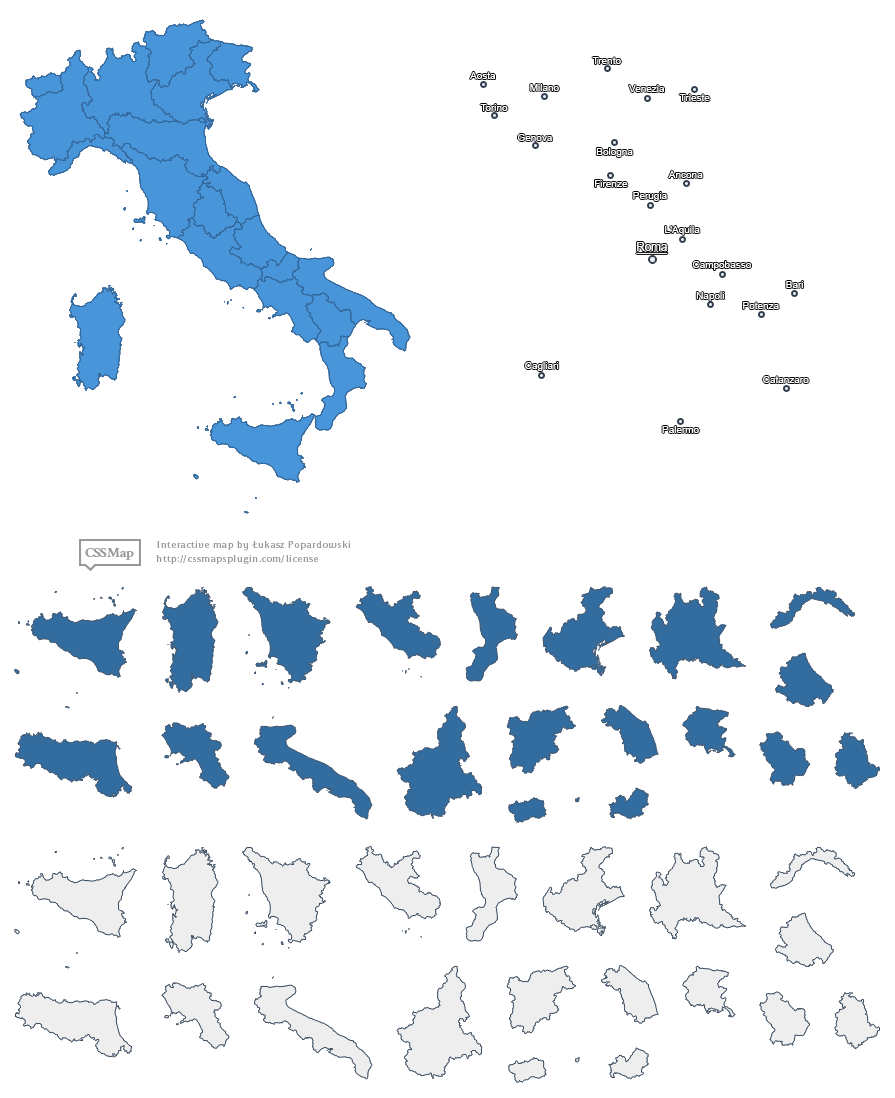 Trento
Aosta
Milano
Venezia
Trieste
Torino
Genova
Bologna
Ancona
Firenze
Perugia
L'Aquila
Roma
Campobasso
Bari
Napoli
Potenza
Cagliari
Catanzaro
Palermo
CSSMap
Interactive map by Łukasz Popardowski
http://cssmapsplugin.com/license